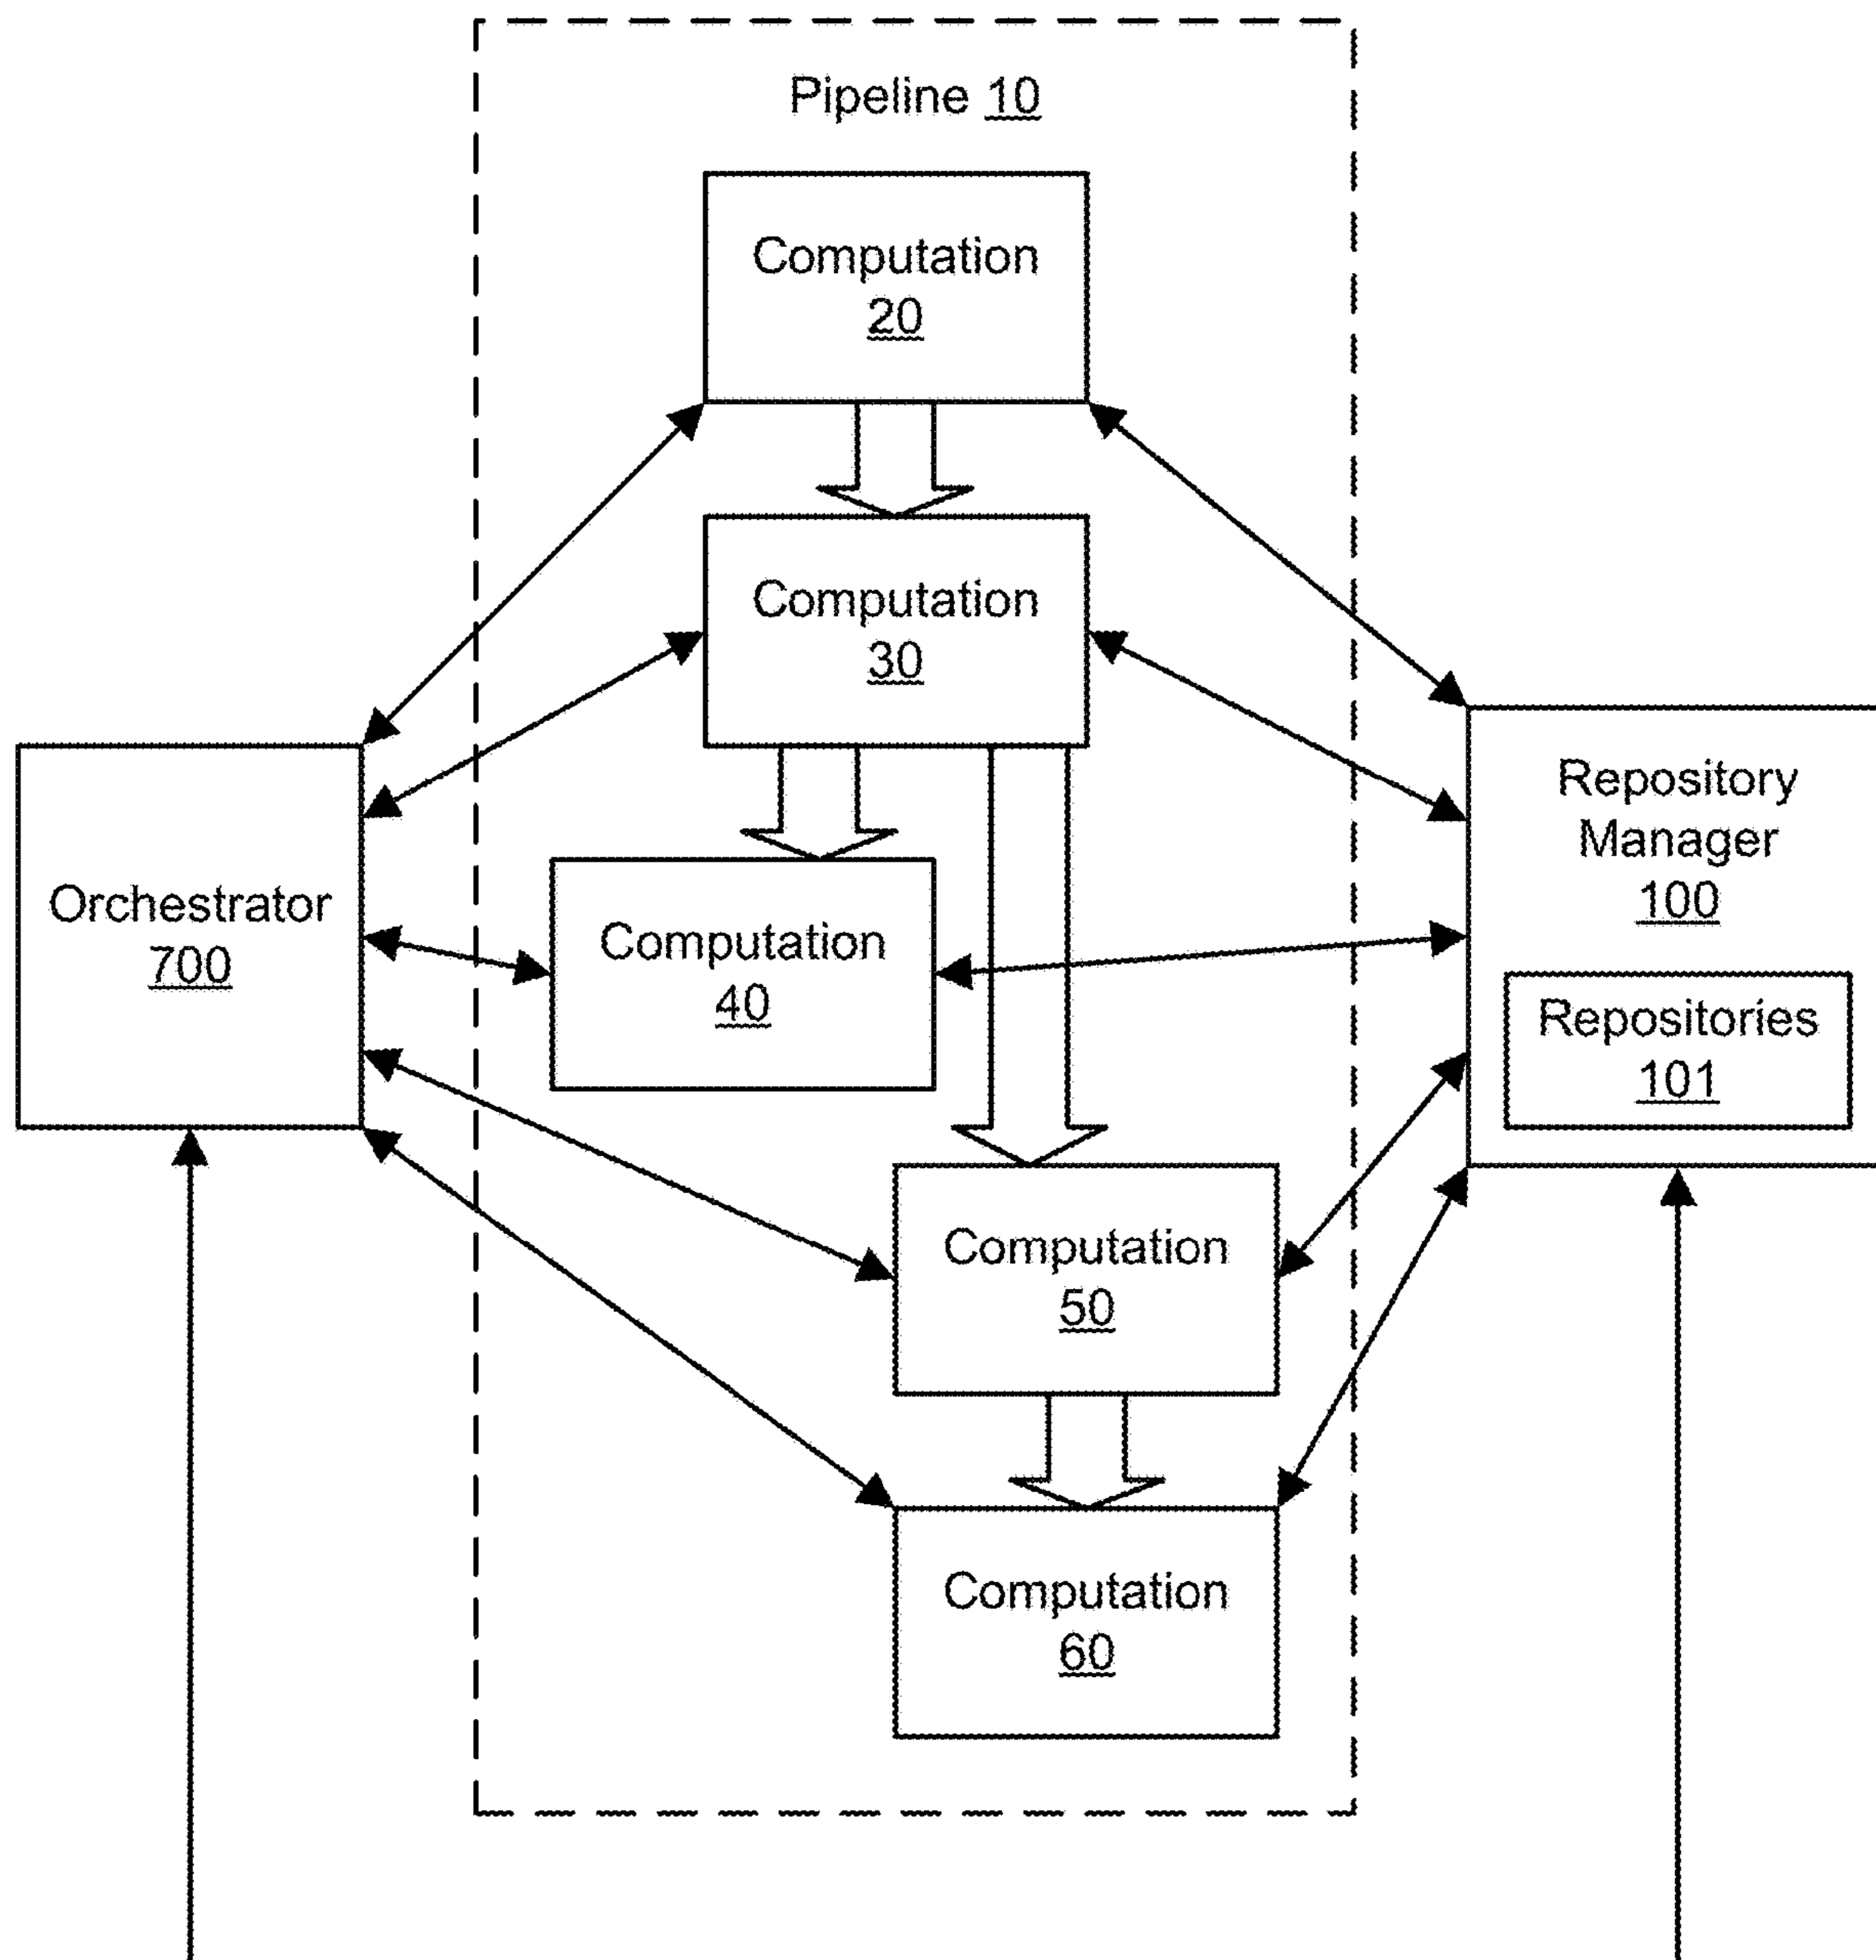 Pipeline 10
Computation
20
Computation
30
Orchestrator
700
Computation
40
Repository
Manager
100
Repositories
101
Computation
50
Computation
60